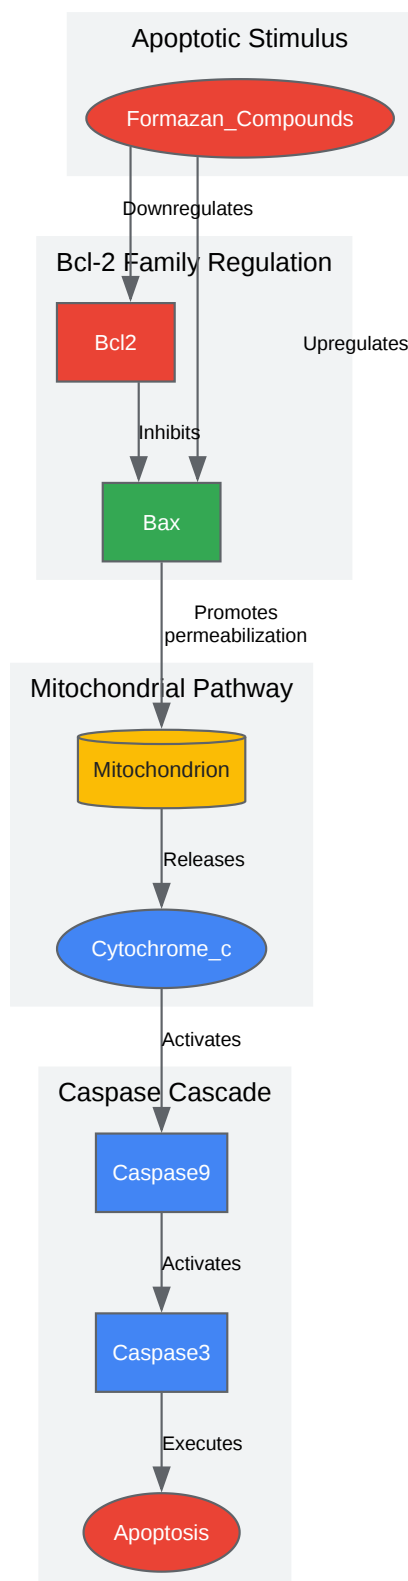 Apoptotic Stimulus
Formazan_Compounds
Downregulates
Bcl-2 Family Regulation
Bcl2
Upregulates
Inhibits
Bax
Promotes
permeabilization
Mitochondrial Pathway
Mitochondrion
Releases
Cytochrome_c
Activates
Caspase Cascade
Caspase9
Activates
Caspase3
Executes
Apoptosis